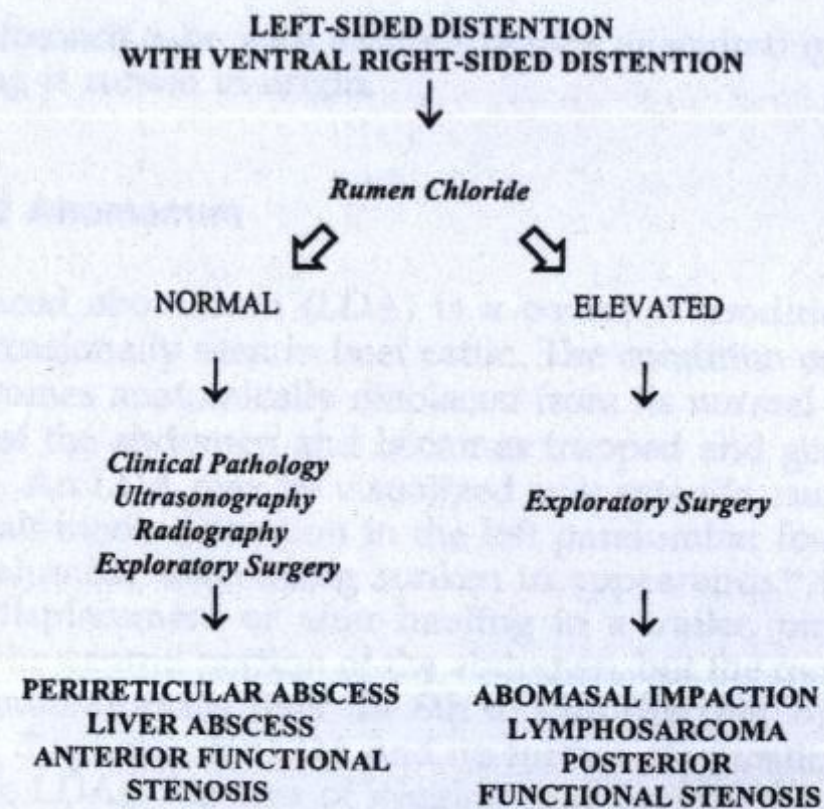 LEFT-SIDED DISTENTION
WITH VENTRAL RIGHT-SIDED DISTENTION
Rumen Chloride
NORMAL
ELEVATED
Clinical Pathology
Ultrasonography
Radiography
Exploratory Surgery
Exploratory Surgery
PERIRETICULAR ABSCESS
LIVER ABSCESS
ANTERIOR FUNCTIONAL
STENOSIS
ABOMASAL IMPACTION
LYMPHOSARCOMA
POSTERIOR
FUNCTIONAL STENOSIS